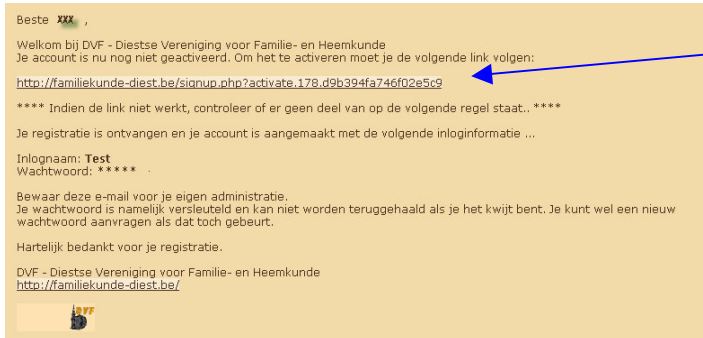 Beste xxx ,
Welkom bij DVF - Diestse Vereniging voor Familie- en Heemkunde
Je account is nu nog niet geactiveerd. Om het te activeren moet je de volgende link volgen:
http://familiekunde-diest.be/signup.php?activate.178.d9b394fa746f02e5c9
**** Indien de link niet werkt, controleer of er geen deel van op de volgende regel staat.. ****
Je registratie is ontvangen en je account is aangemaakt met de volgende inloginformatie ...
Inlognaam: Test
Wachtwoord: *****
Bewaar deze e-mail voor je eigen administratie.
Je wachtwoord is namelijk versleuteld en kan niet worden teruggehaald als je het kwijt bent. Je kunt wel een nieuw
wachtwoord aanvragen als dat toch gebeurt.
Hartelijk bedankt voor je registratie.
DVF - Diestse Vereniging voor Familie- en Heemkunde
http://familiekunde-diest.be/
DVF